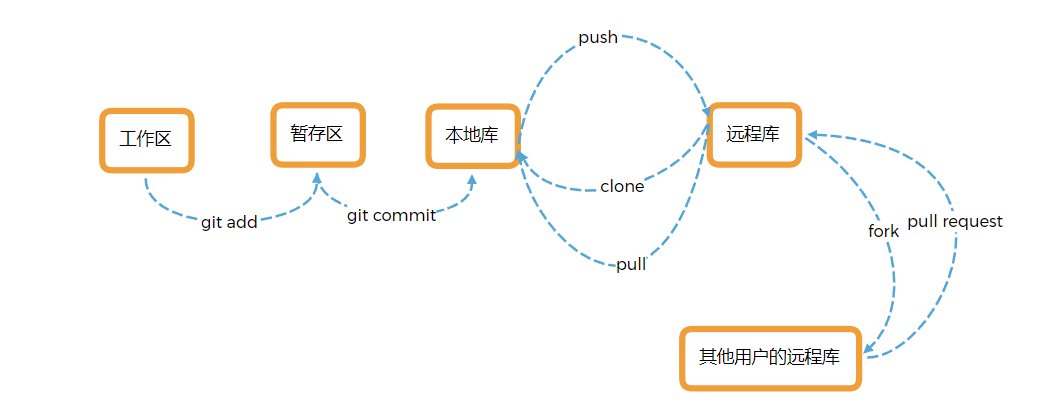 push
工作区
暂存区
本地库
远程库
clone
git add
git commit
pull
fork
pull request
其他用户的远程库